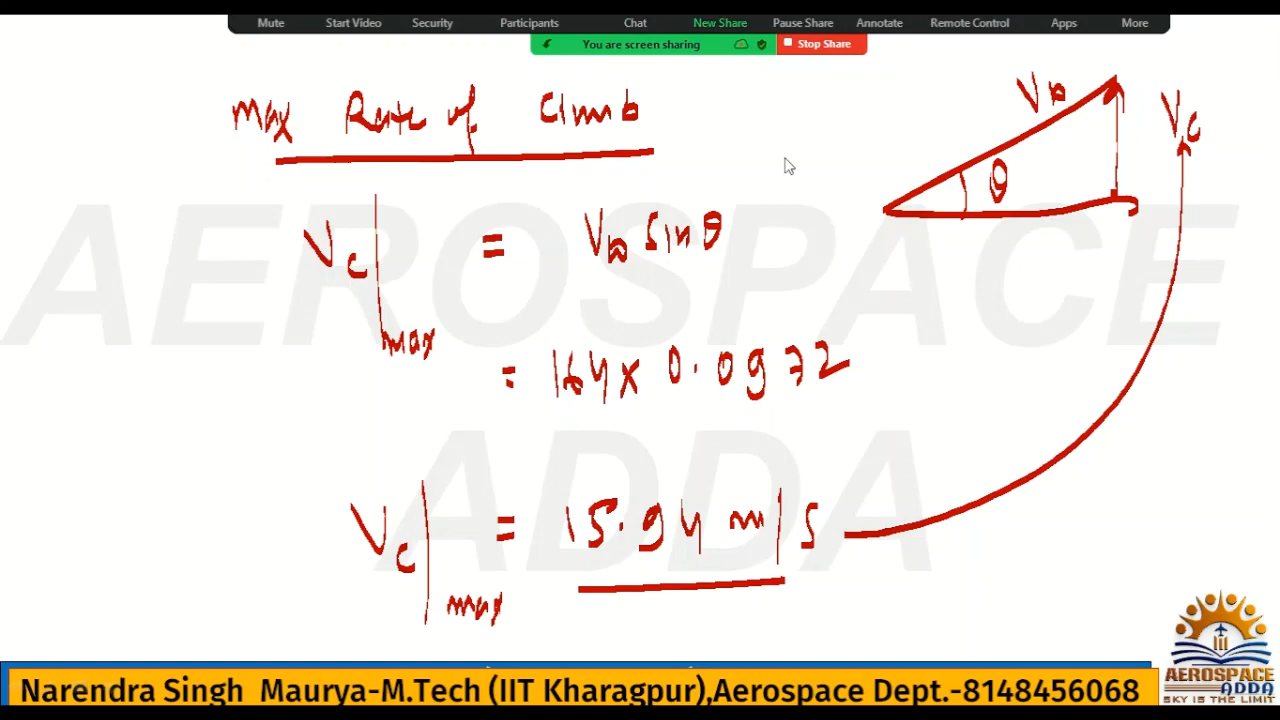 Mute Start Video Security Participants Chat New Share Pause Share Annotate Remote Control Apps More
You are screen sharing Stop Share
Max Rate of Climb
V∞
Vc
θ
Vc|max = V∞ sinθ
= 164 × 0.0972
Vc|max = 15.94 m/s
AEROSPACE
ADDA
Narendra Singh Maurya-M.Tech (IIT Kharagpur),Aerospace Dept.-8148456068
AEROSPACE
ADDA
SKY IS THE LIMIT